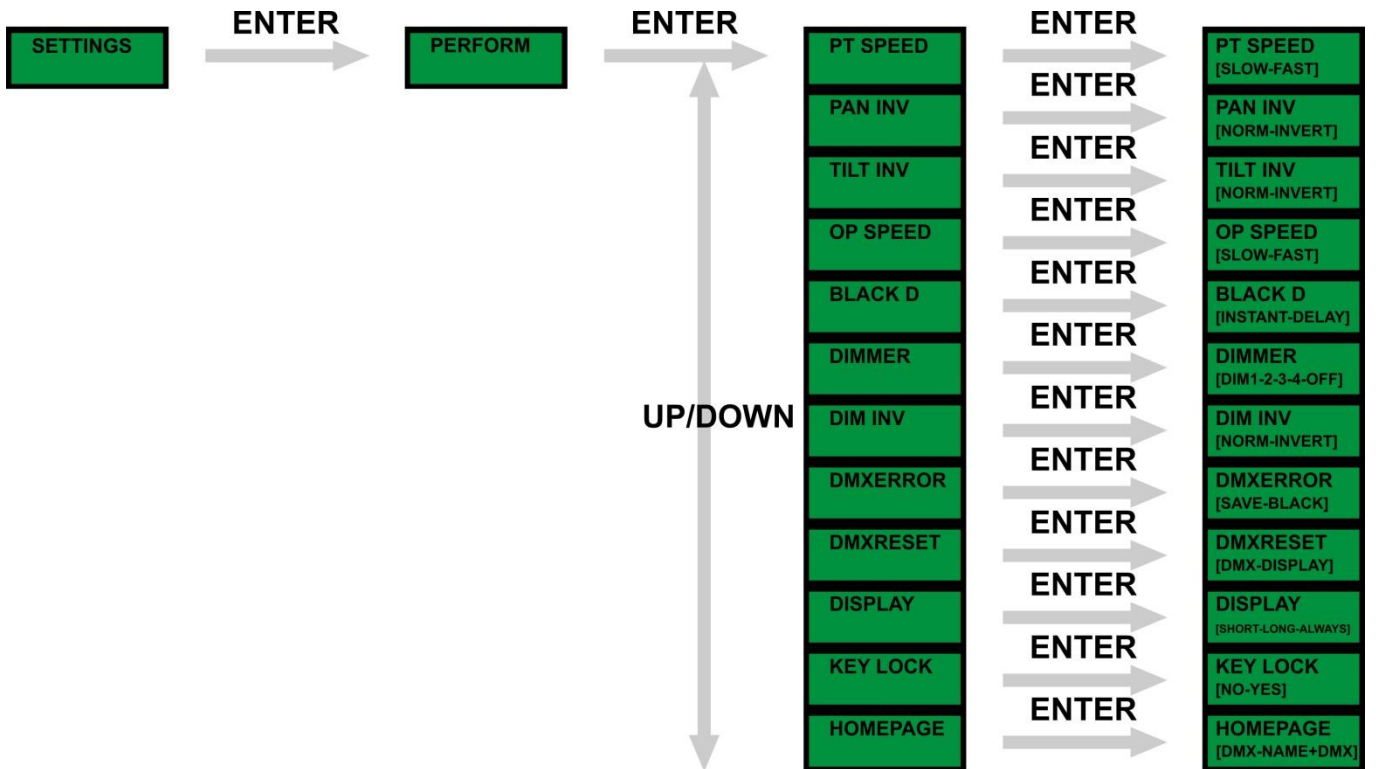 ENTER
ENTER
ENTER
SETTINGS
PERFORM
PT SPEED
PT SPEED
[SLOW-FAST]
ENTER
PAN INV
PAN INV
[NORM-INVERT]
ENTER
TILT INV
TILT INV
[NORM-INVERT]
ENTER
OP SPEED
OP SPEED
[SLOW-FAST]
ENTER
BLACK D
BLACK D
[INSTANT-DELAY]
ENTER
DIMMER
DIMMER
[DIM1-2-3-4-OFF]
ENTER
UP/DOWN
DIM INV
DIM INV
[NORM-INVERT]
ENTER
DMXERROR
DMXERROR
[SAVE-BLACK]
ENTER
DMXRESET
DMXRESET
[DMX-DISPLAY]
ENTER
DISPLAY
DISPLAY
[SHORT-LONG-ALWAYS]
ENTER
KEY LOCK
KEY LOCK
[NO-YES]
ENTER
HOMEPAGE
HOMEPAGE
[DMX-NAME+DMX]